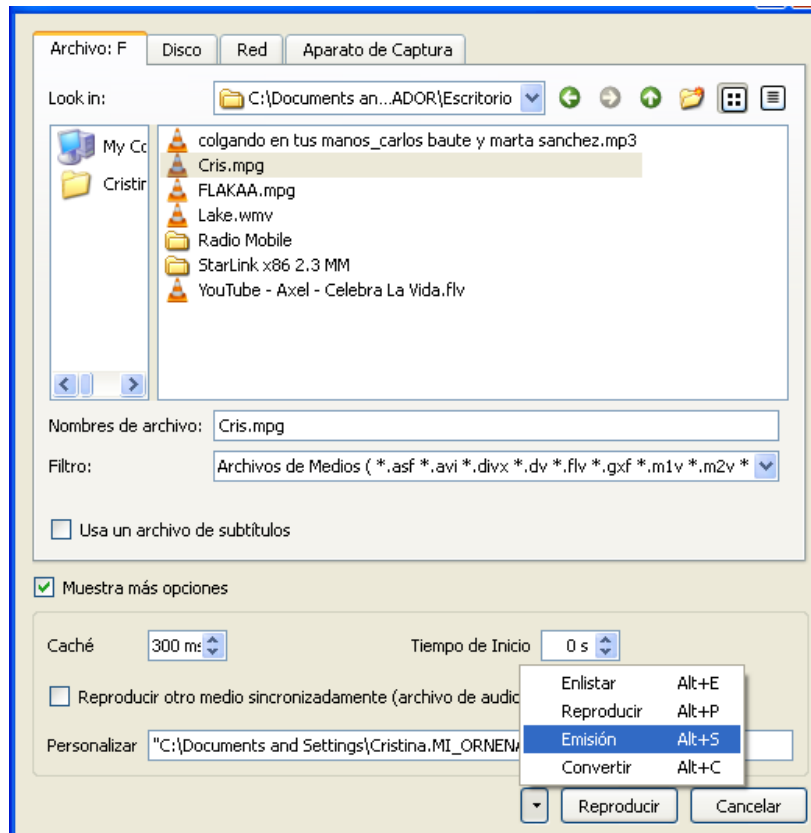 Archivo: F Disco Red Aparato de Captura
Look in: C:\Documents an...ADOR\Escritorio
My Co
Cristir
colgando en tus manos_carlos baute y marta sanchez.mp3
Cris.mpg
FLAKAA.mpg
Lake.wmv
Radio Mobile
StarLink x86 2.3 MM
YouTube - Axel - Celebra La Vida.flv
Nombres de archivo: Cris.mpg
Filtro: Archivos de Medios ( *.asf *.avi *.divx *.dv *.flv *.gxf *.m1v *.m2v *
Usa un archivo de subtítulos
Muestra más opciones
Caché 300 ms Tiempo de Inicio 0 s
Reproducir otro medio sincronizadamente (archivo de audio
Personalizar "C:\Documents and Settings\Cristina.MI_ORNENA
Enlistar Alt+E
Reproducir Alt+P
Emisión Alt+S
Convertir Alt+C
Reproducir Cancelar